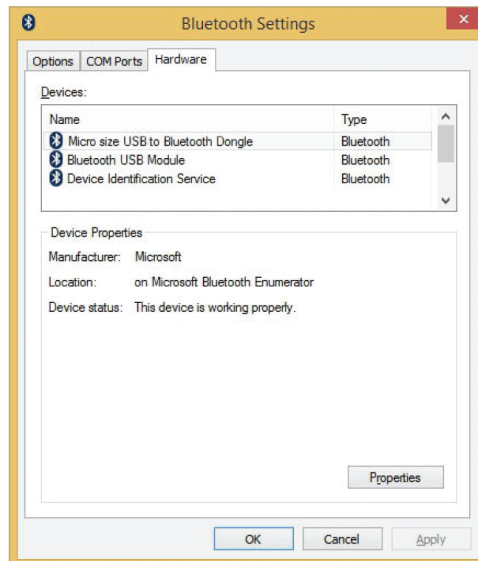 Bluetooth Settings
Options COM Ports Hardware
Devices:
Name Type
Micro size USB to Bluetooth Dongle Bluetooth
Bluetooth USB Module Bluetooth
Device Identification Service Bluetooth
Device Properties
Manufacturer: Microsoft
Location: on Microsoft Bluetooth Enumerator
Device status: This device is working properly.
Properties
OK Cancel Apply